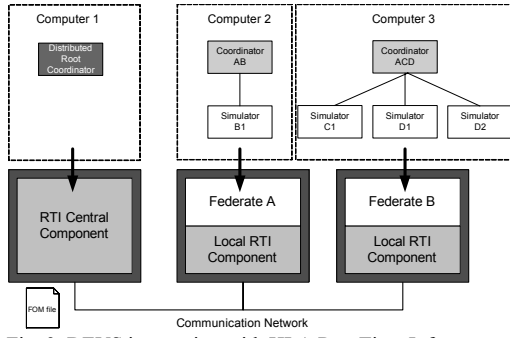 Computer 1
Computer 2
Computer 3
Distributed
Root
Coordinator
Coordinator
AB
Coordinator
ACD
Simulator
B1
Simulator
C1
Simulator
D1
Simulator
D2
RTI Central
Component
Federate A
Local RTI
Component
Federate B
Local RTI
Component
FOM file
Communication Network